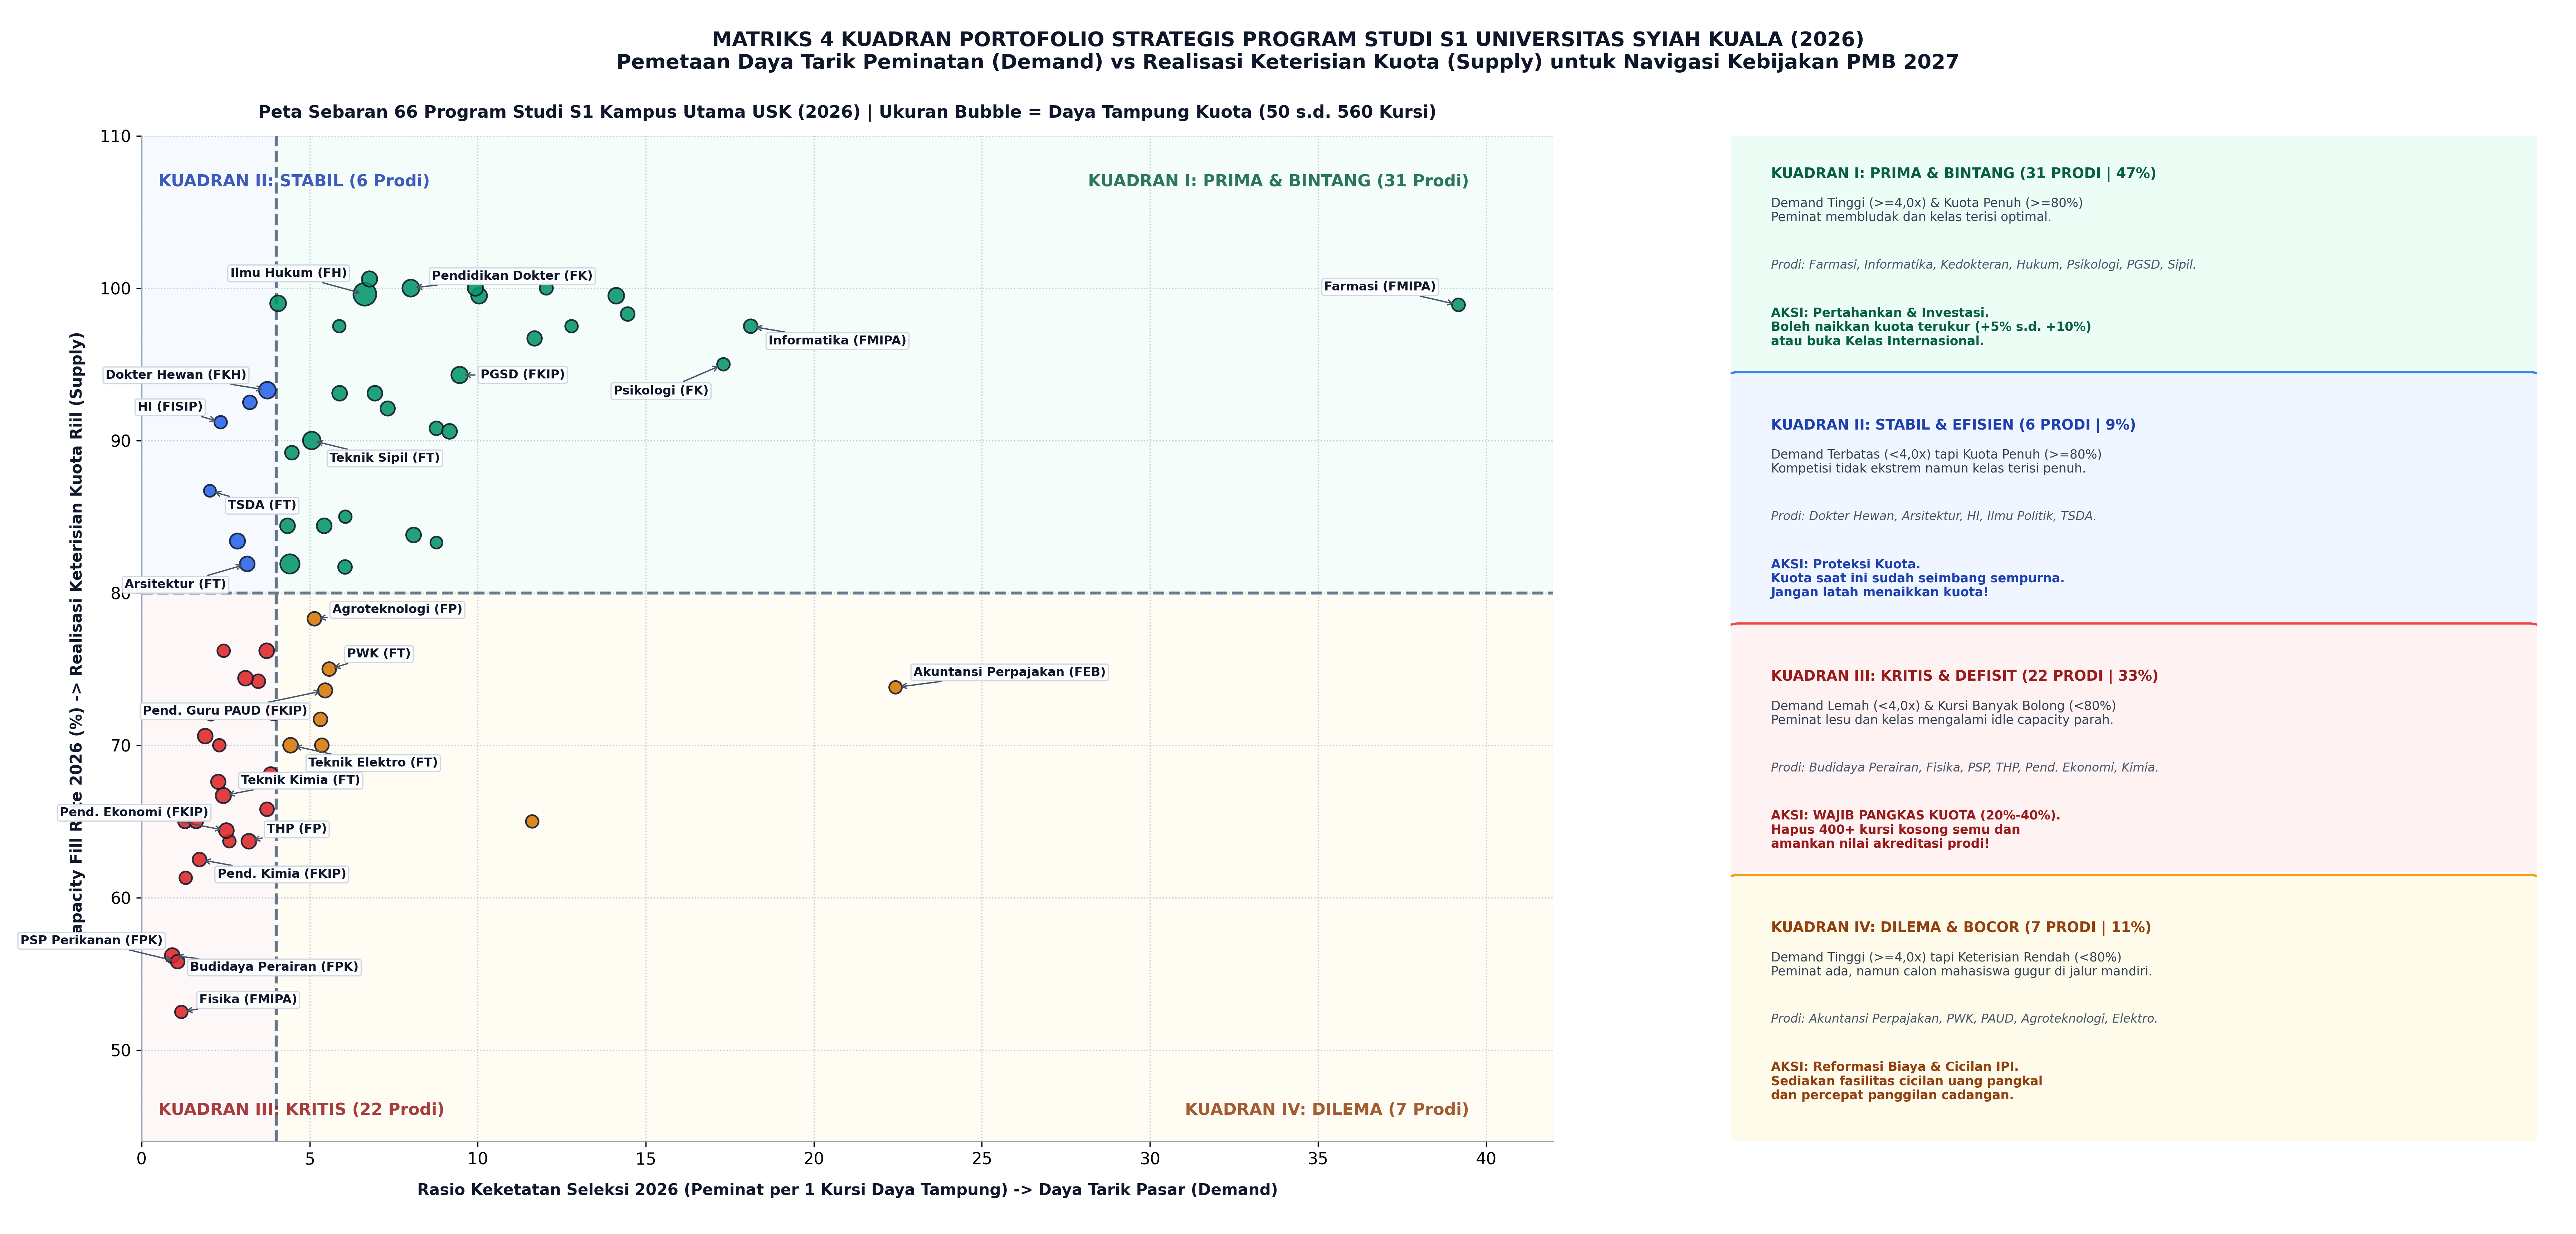 MATRIKS 4 KUADRAN PORTOFOLIO STRATEGIS PROGRAM STUDI S1 UNIVERSITAS SYIAH KUALA (2026)
Pemetaan Daya Tarik Peminatan (Demand) vs Realisasi Keterisian Kuota (Supply) untuk Navigasi Kebijakan PMB 2027
Peta Sebaran 66 Program Studi S1 Kampus Utama USK (2026) | Ukuran Bubble = Daya Tampung Kuota (50 s.d. 560 Kursi)
110
KUADRAN II: STABIL (6 Prodi)
KUADRAN I: PRIMA & BINTANG (31 Prodi)
Ilmu Hukum (FH)
Pendidikan Dokter (FK)
Farmasi (FMIPA)
100
Informatika (FMIPA)
Dokter Hewan (FKH)
PGSD (FKIP)
Psikologi (FK)
HI (FISIP)
90
Teknik Sipil (FT)
TSDA (FT)
Arsitektur (FT)
80
Agroteknologi (FP)
PWK (FT)
Akuntansi Perpajakan (FEB)
Pend. Guru PAUD (FKIP)
70
Teknik Elektro (FT)
Teknik Kimia (FT)
Pend. Ekonomi (FKIP)
THP (FP)
Pend. Kimia (FKIP)
60
PSP Perikanan (FPK)
Budidaya Perairan (FPK)
Fisika (FMIPA)
50
KUADRAN III: KRITIS (22 Prodi)
KUADRAN IV: DILEMA (7 Prodi)
0 5 10 15 20 25 30 35 40
Rasio Keketatan Seleksi 2026 (Peminat per 1 Kursi Daya Tampung) -> Daya Tarik Pasar (Demand)
2026 (%) -> Realisasi Keterisian Kuota Riil (Supply)
KUADRAN I: PRIMA & BINTANG (31 PRODI | 47%)
Demand Tinggi (>=4,0x) & Kuota Penuh (>=80%)
Peminat membludak dan kelas terisi optimal.
Prodi: Farmasi, Informatika, Kedokteran, Hukum, Psikologi, PGSD, Sipil.
AKSI: Pertahankan & Investasi.
Boleh naikkan kuota terukur (+5% s.d. +10%)
atau buka Kelas Internasional.
KUADRAN II: STABIL & EFISIEN (6 PRODI | 9%)
Demand Terbatas (<4,0x) tapi Kuota Penuh (>=80%)
Kompetisi tidak ekstrem namun kelas terisi penuh.
Prodi: Dokter Hewan, Arsitektur, HI, Ilmu Politik, TSDA.
AKSI: Proteksi Kuota.
Kuota saat ini sudah seimbang sempurna.
Jangan latah menaikkan kuota!
KUADRAN III: KRITIS & DEFISIT (22 PRODI | 33%)
Demand Lemah (<4,0x) & Kursi Banyak Bolong (<80%)
Peminat lesu dan kelas mengalami idle capacity parah.
Prodi: Budidaya Perairan, Fisika, PSP, THP, Pend. Ekonomi, Kimia.
AKSI: WAJIB PANGKAS KUOTA (20%-40%).
Hapus 400+ kursi kosong semu dan
amankan nilai akreditasi prodi!
KUADRAN IV: DILEMA & BOCOR (7 PRODI | 11%)
Demand Tinggi (>=4,0x) tapi Keterisian Rendah (<80%)
Peminat ada, namun calon mahasiswa gugur di jalur mandiri.
Prodi: Akuntansi Perpajakan, PWK, PAUD, Agroteknologi, Elektro.
AKSI: Reformasi Biaya & Cicilan IPI.
Sediakan fasilitas cicilan uang pangkal
dan percepat panggilan cadangan.